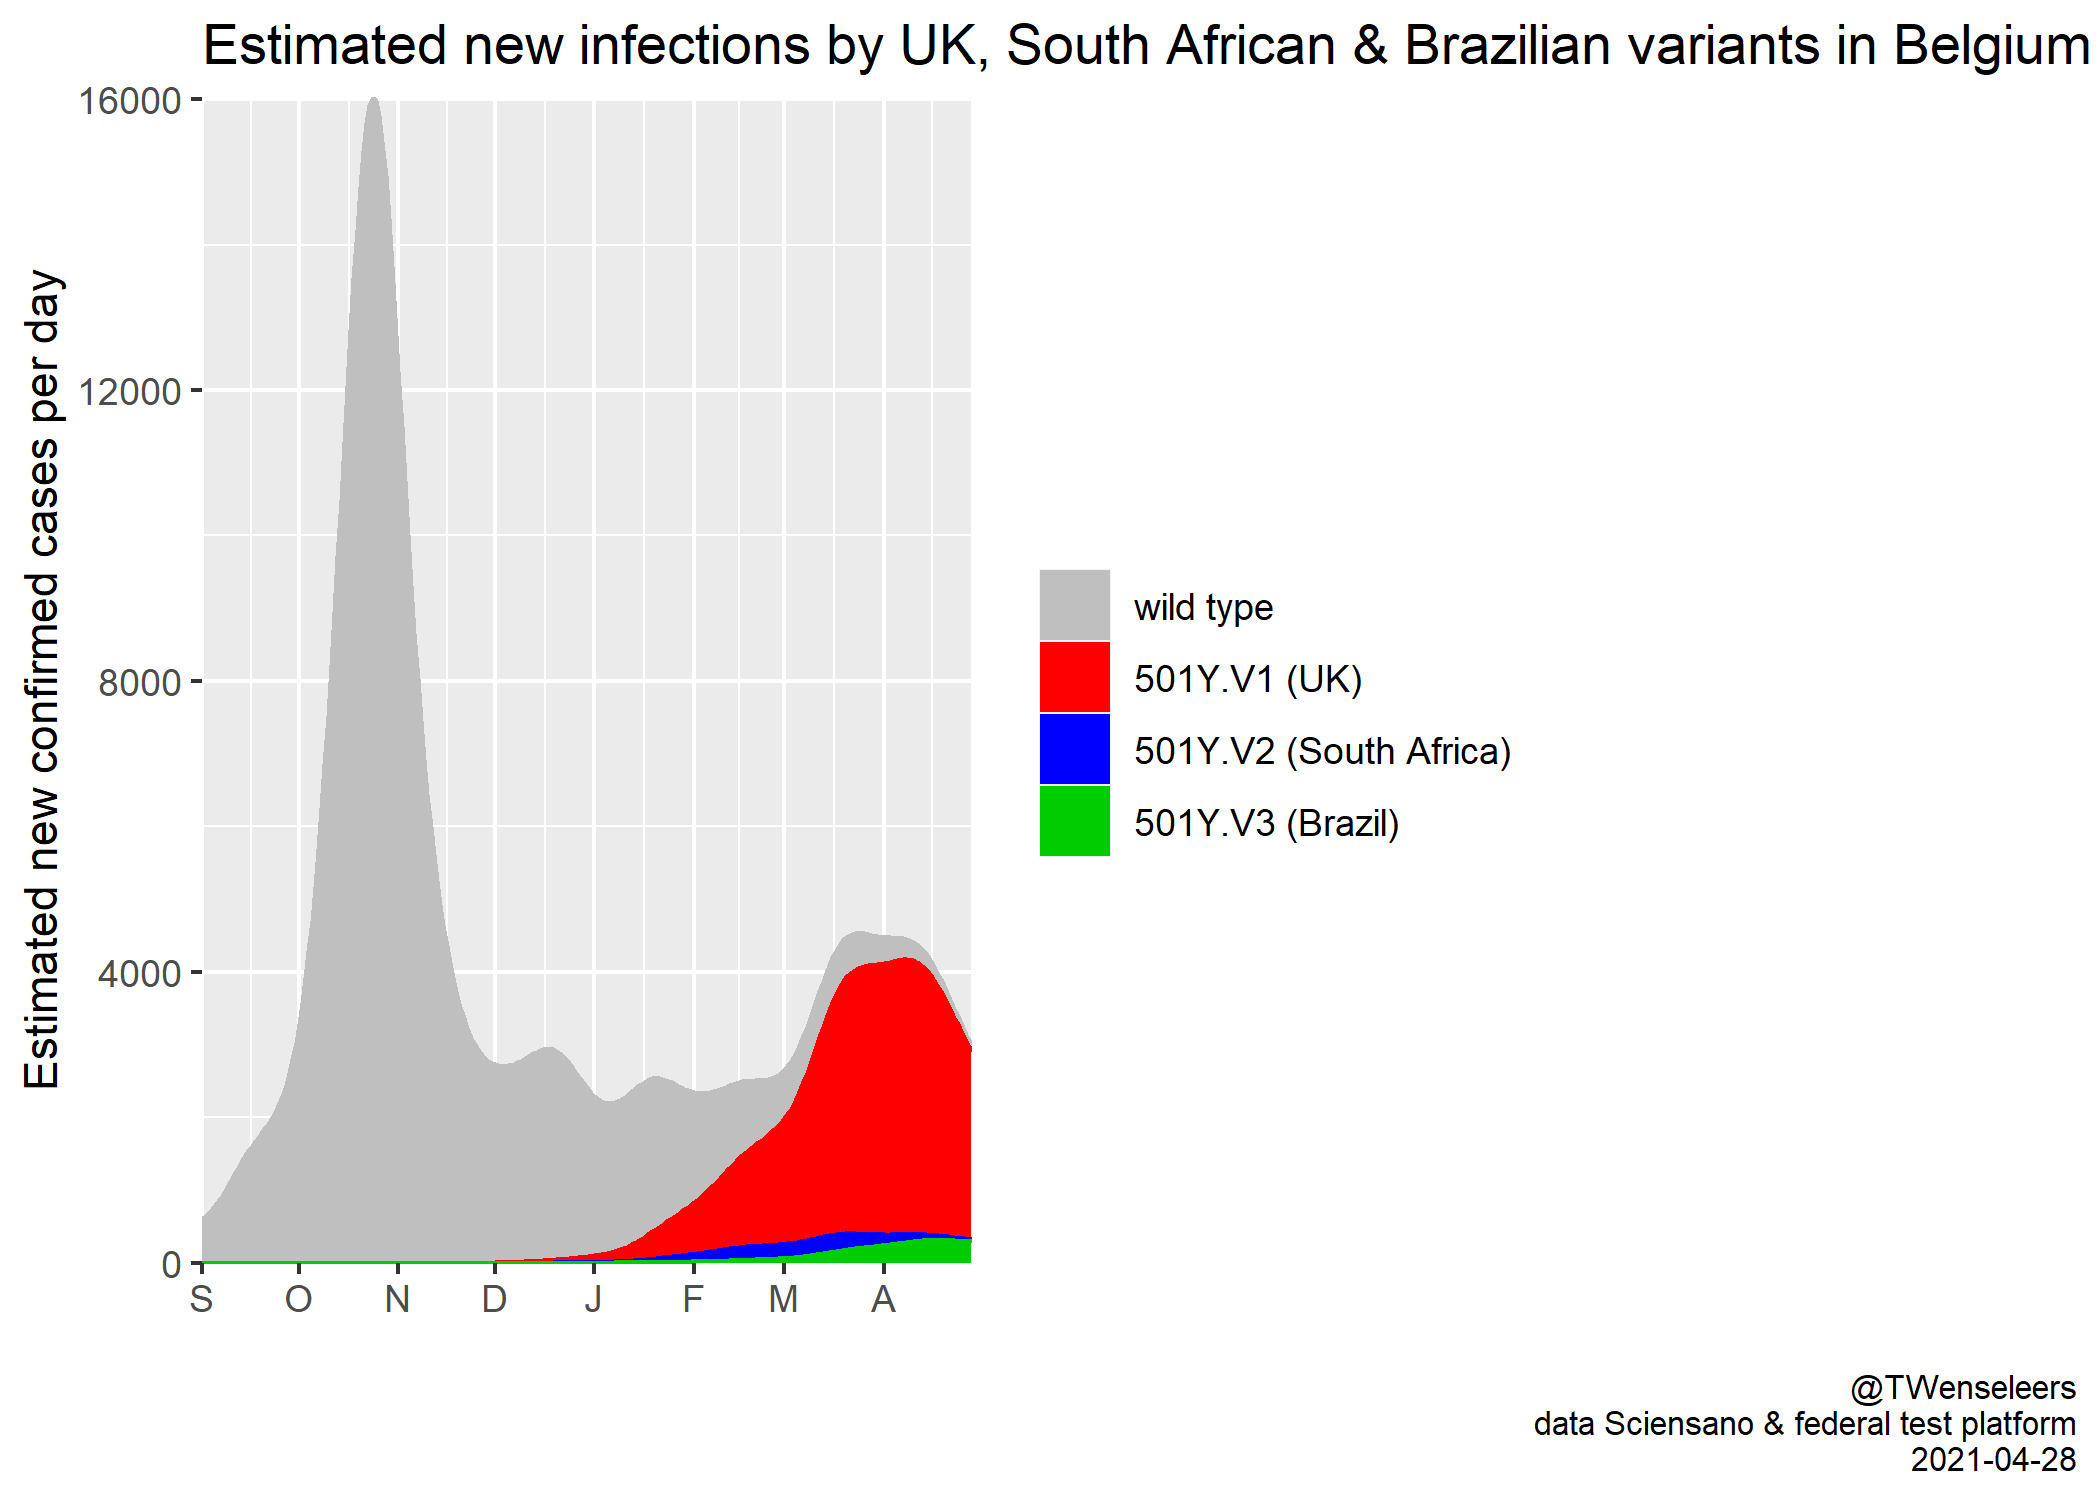 Estimated new infections by UK, South African & Brazilian variants in Belgium
Estimated new confirmed cases per day
16000
12000
8000
4000
0
S O N D J F M A
wild type
501Y.V1 (UK)
501Y.V2 (South Africa)
501Y.V3 (Brazil)
@TWenseleers
data Sciensano & federal test platform
2021-04-28